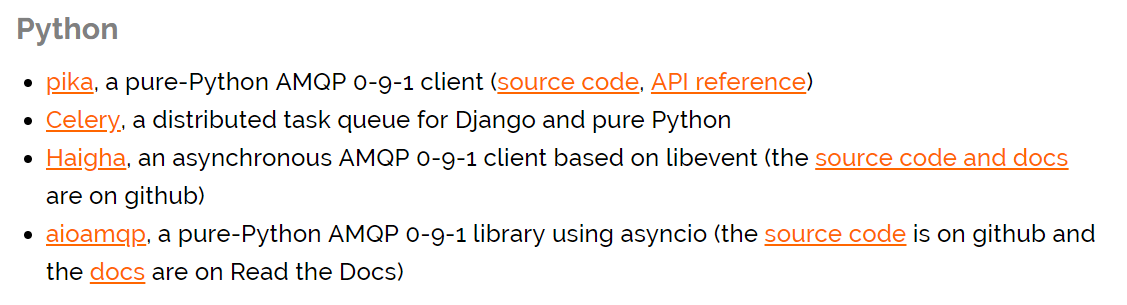 Python
• pika, a pure-Python AMQP 0-9-1 client (source code, API reference)
• Celery, a distributed task queue for Django and pure Python
• Haigha, an asynchronous AMQP 0-9-1 client based on libevent (the source code and docs
are on github)
• aioamqp, a pure-Python AMQP 0-9-1 library using asyncio (the source code is on github and
the docs are on Read the Docs)